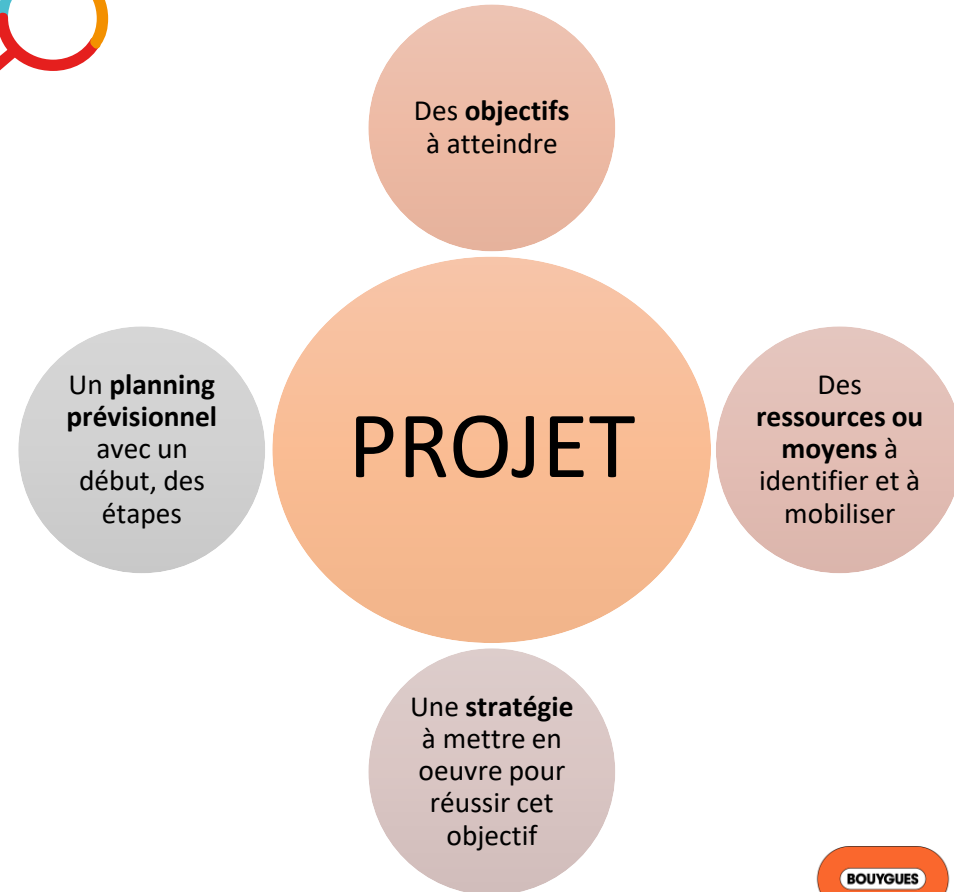 Des objectifs
à atteindre
Un planning
prévisionnel
avec un
début, des
étapes
PROJET
Des
ressources ou
moyens à
identifier et à
mobiliser
Une stratégie
à mettre en
oeuvre pour
réussir cet
objectif
BOUYGUES